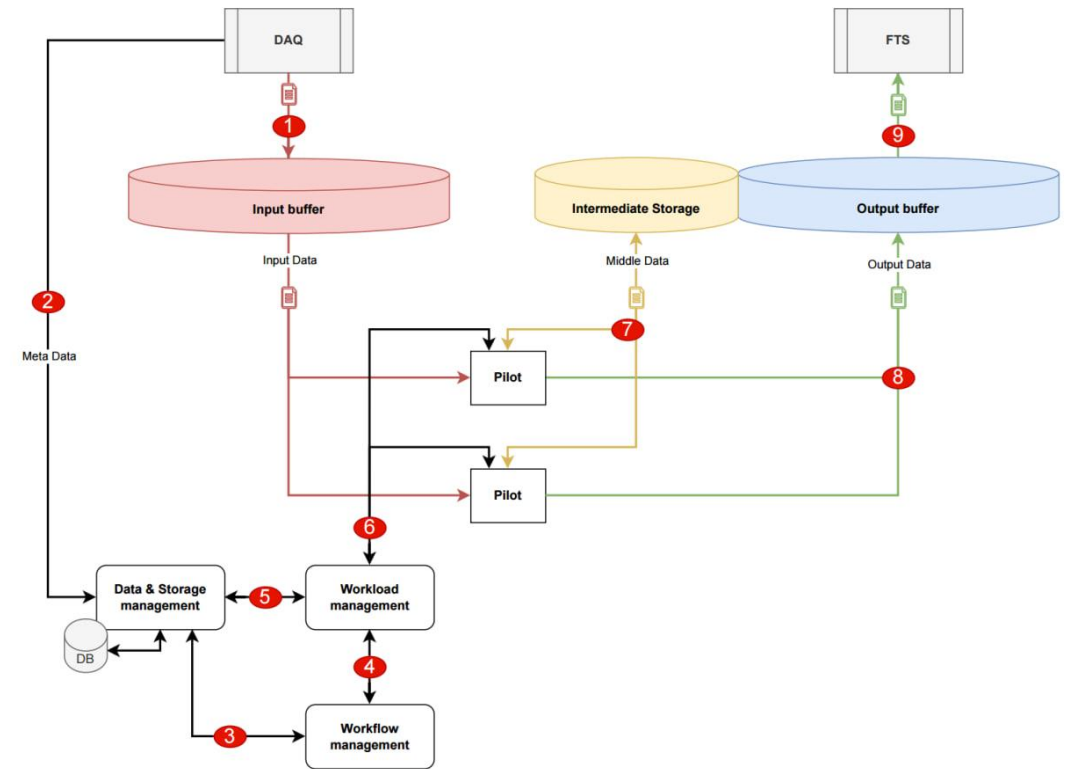 DAQ
FTS
1
9
Input buffer
Intermediate Storage
Output buffer
Input Data
Middle Data
Output Data
2
7
Meta Data
Pilot
8
Pilot
6
Data & Storage
management
5
Workload
management
DB
4
3
Workflow
management